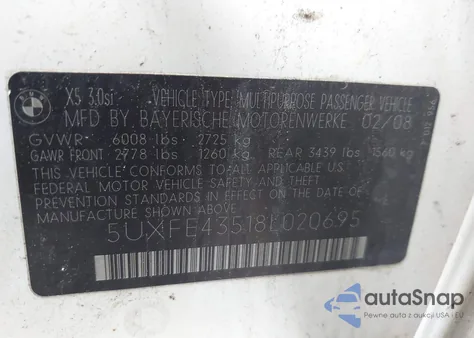 BMW
X5 3.0si VEHICLE TYPE: MULTIPURPOSE PASSENGER VEHICLE
MFD BY BAYERISCHE MOTORENWERKE 02/08
GVWR 6008 lbs 2725 kg
GAWR FRONT 2778 lbs 1260 kg REAR 3439 lbs 1560 kg
THIS VEHICLE CONFORMS TO ALL APPLICABLE U.S.
FEDERAL MOTOR VEHICLE SAFETY, BUMPER AND THEFT
PREVENTION STANDARDS IN EFFECT ON THE DATE OF
MANUFACTURE SHOWN ABOVE
5UXFE43518L020695
autoSnap
Pewne auta z aukcji USA i EU